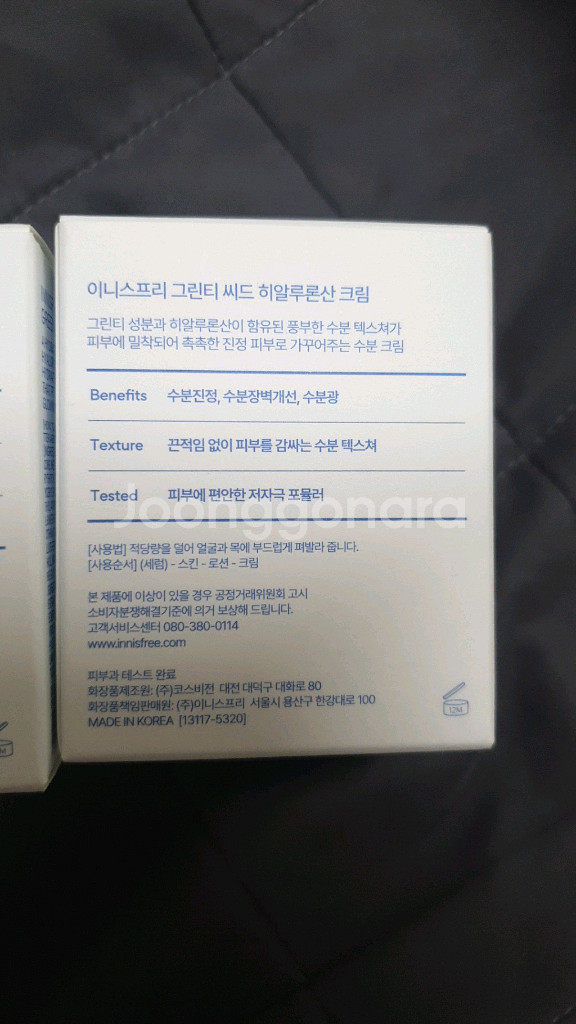 이니스프리 그린티 씨드 히알루론산 크림
그린티 성분과 히알루론산이 함유된 풍부한 수분 텍스쳐가
피부에 밀착되어 촉촉한 진정 피부로 가꾸어주는 수분 크림
Benefits 수분진정, 수분장벽개선, 수분광
Texture 끈적임 없이 피부를 감싸는 수분 텍스쳐
Tested 피부에 편안한 저자극 포뮬러
Joonggonara
[사용법] 적당량을 덜어 얼굴과 목에 부드럽게 펴발라 줍니다.
[사용순서] (세럼) - 스킨 - 로션 - 크림
본 제품에 이상이 있을 경우 공정거래위원회 고시
소비자분쟁해결기준에 의거 보상해 드립니다.
고객서비스센터 080-380-0114
www.innisfree.com
피부과 테스트 완료
화장품제조원: (주)코스비전 대전 대덕구 대화로 80
화장품책임판매원: (주)이니스프리 서울시 용산구 한강대로 100
MADE IN KOREA [13117-5320]
12M